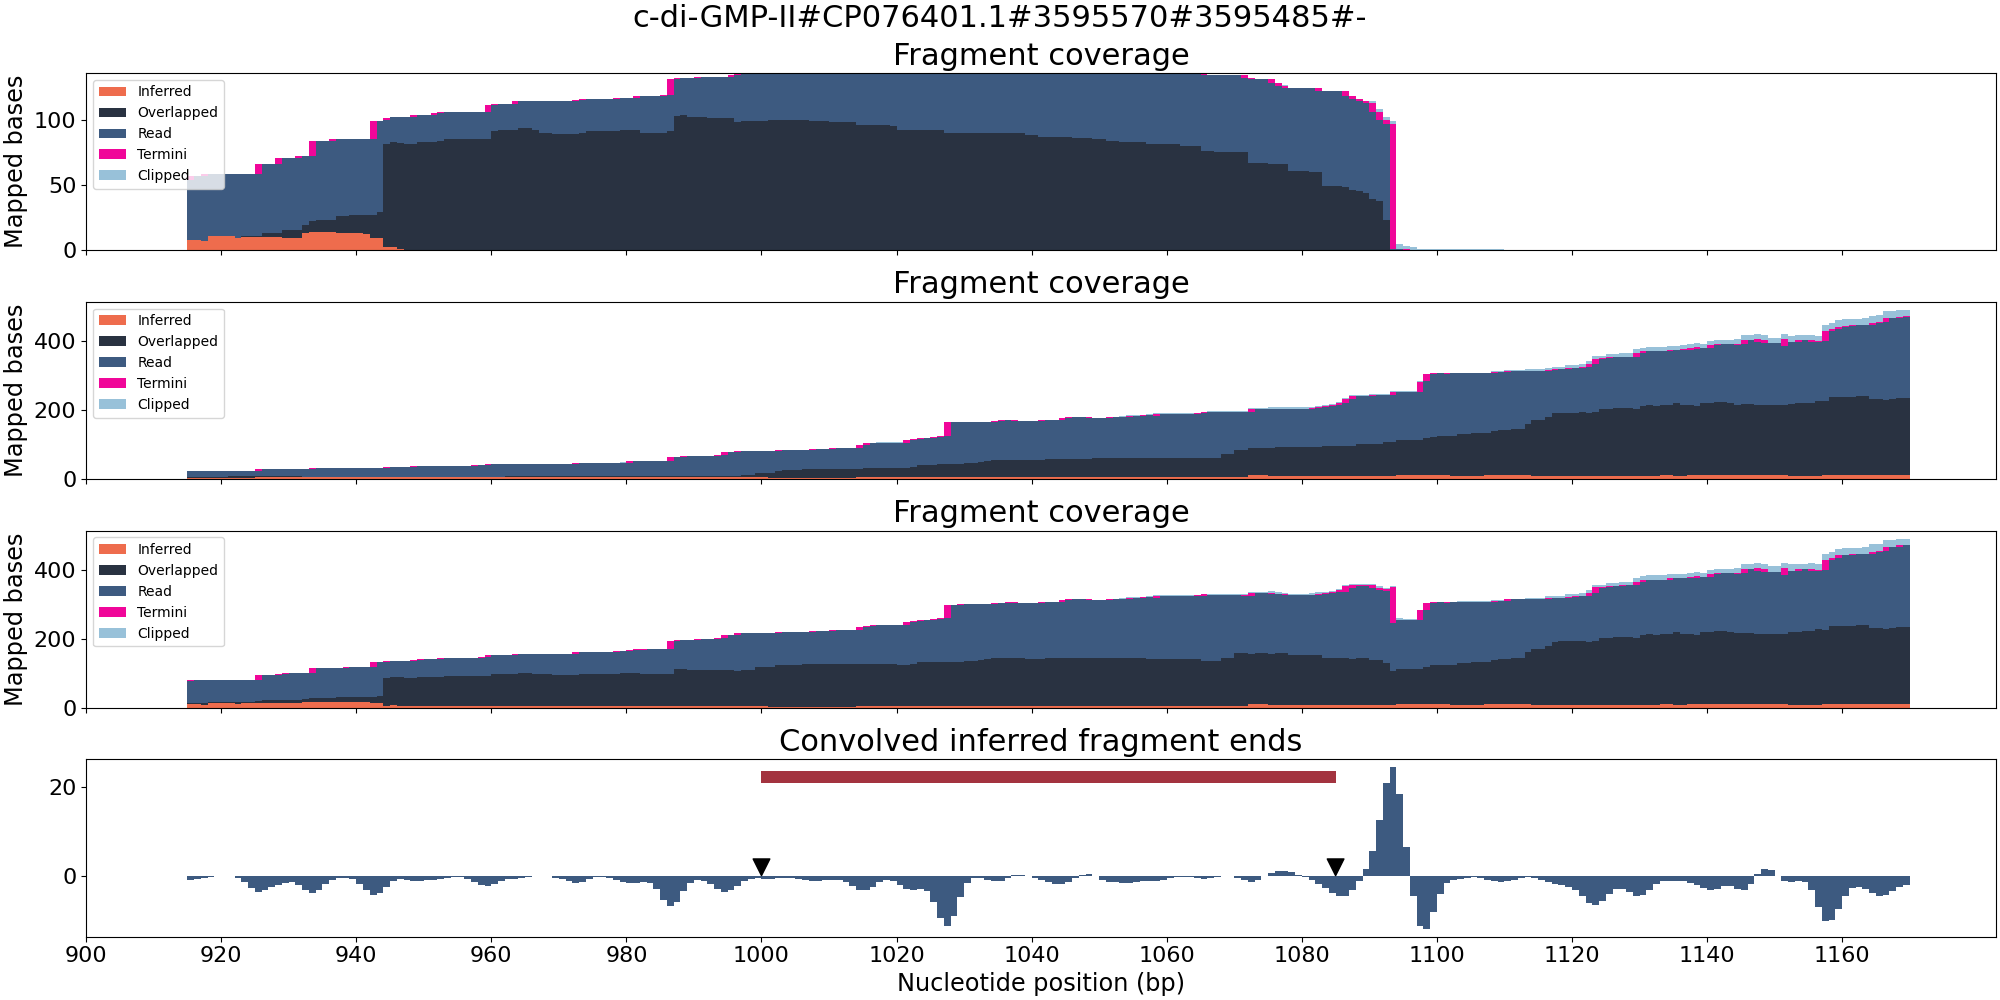 c-di-GMP-II#CP076401.1#3595570#3595485#-
Fragment coverage
Mapped bases
100
50
0
Inferred
Overlapped
Read
Termini
Clipped
Fragment coverage
Mapped bases
400
200
0
Inferred
Overlapped
Read
Termini
Clipped
Fragment coverage
Mapped bases
400
200
0
Inferred
Overlapped
Read
Termini
Clipped
Convolved inferred fragment ends
20
0
900 920 940 960 980 1000 1020 1040 1060 1080 1100 1120 1140 1160
Nucleotide position (bp)